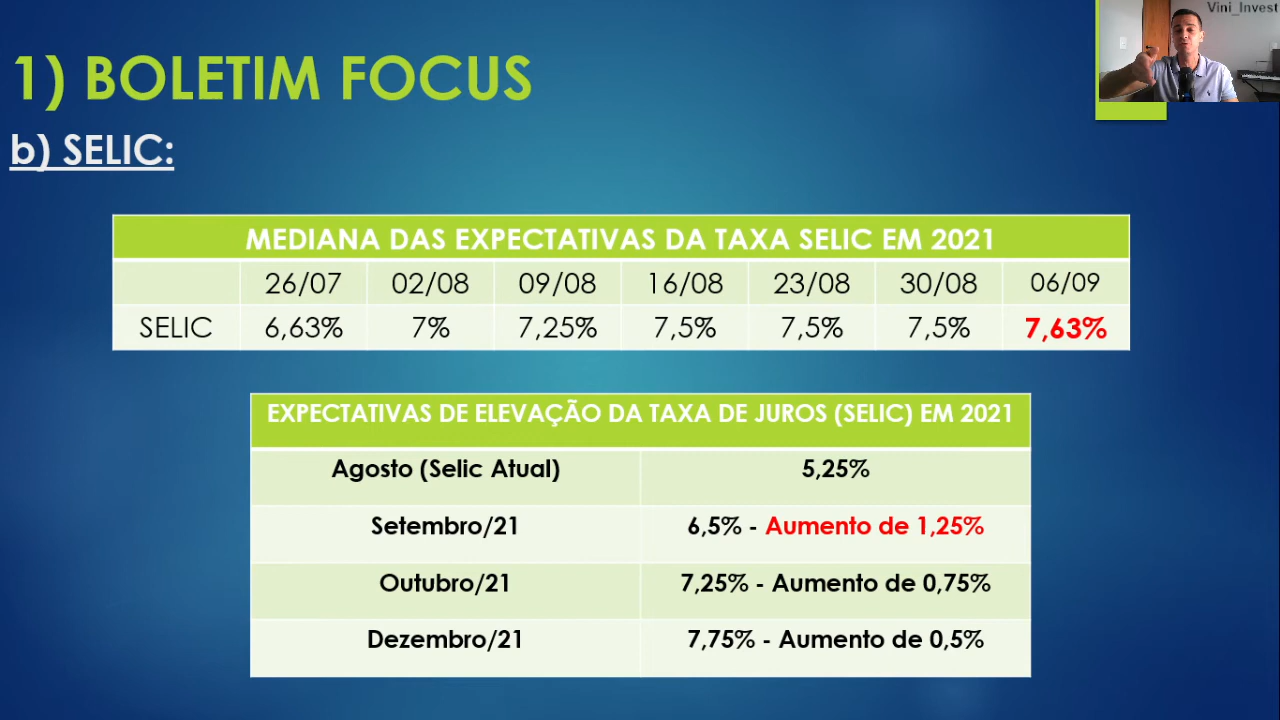 Vini_Invest
1) BOLETIM FOCUS
b) SELIC:
MEDIANA DAS EXPECTATIVAS DA TAXA SELIC EM 2021
26/07 02/08 09/08 16/08 23/08 30/08 06/09
SELIC 6,63% 7% 7,25% 7,5% 7,5% 7,5% 7,63%
EXPECTATIVAS DE ELEVAÇÃO DA TAXA DE JUROS (SELIC) EM 2021
Agosto (Selic Atual) 5,25%
Setembro/21 6,5% - Aumento de 1,25%
Outubro/21 7,25% - Aumento de 0,75%
Dezembro/21 7,75% - Aumento de 0,5%